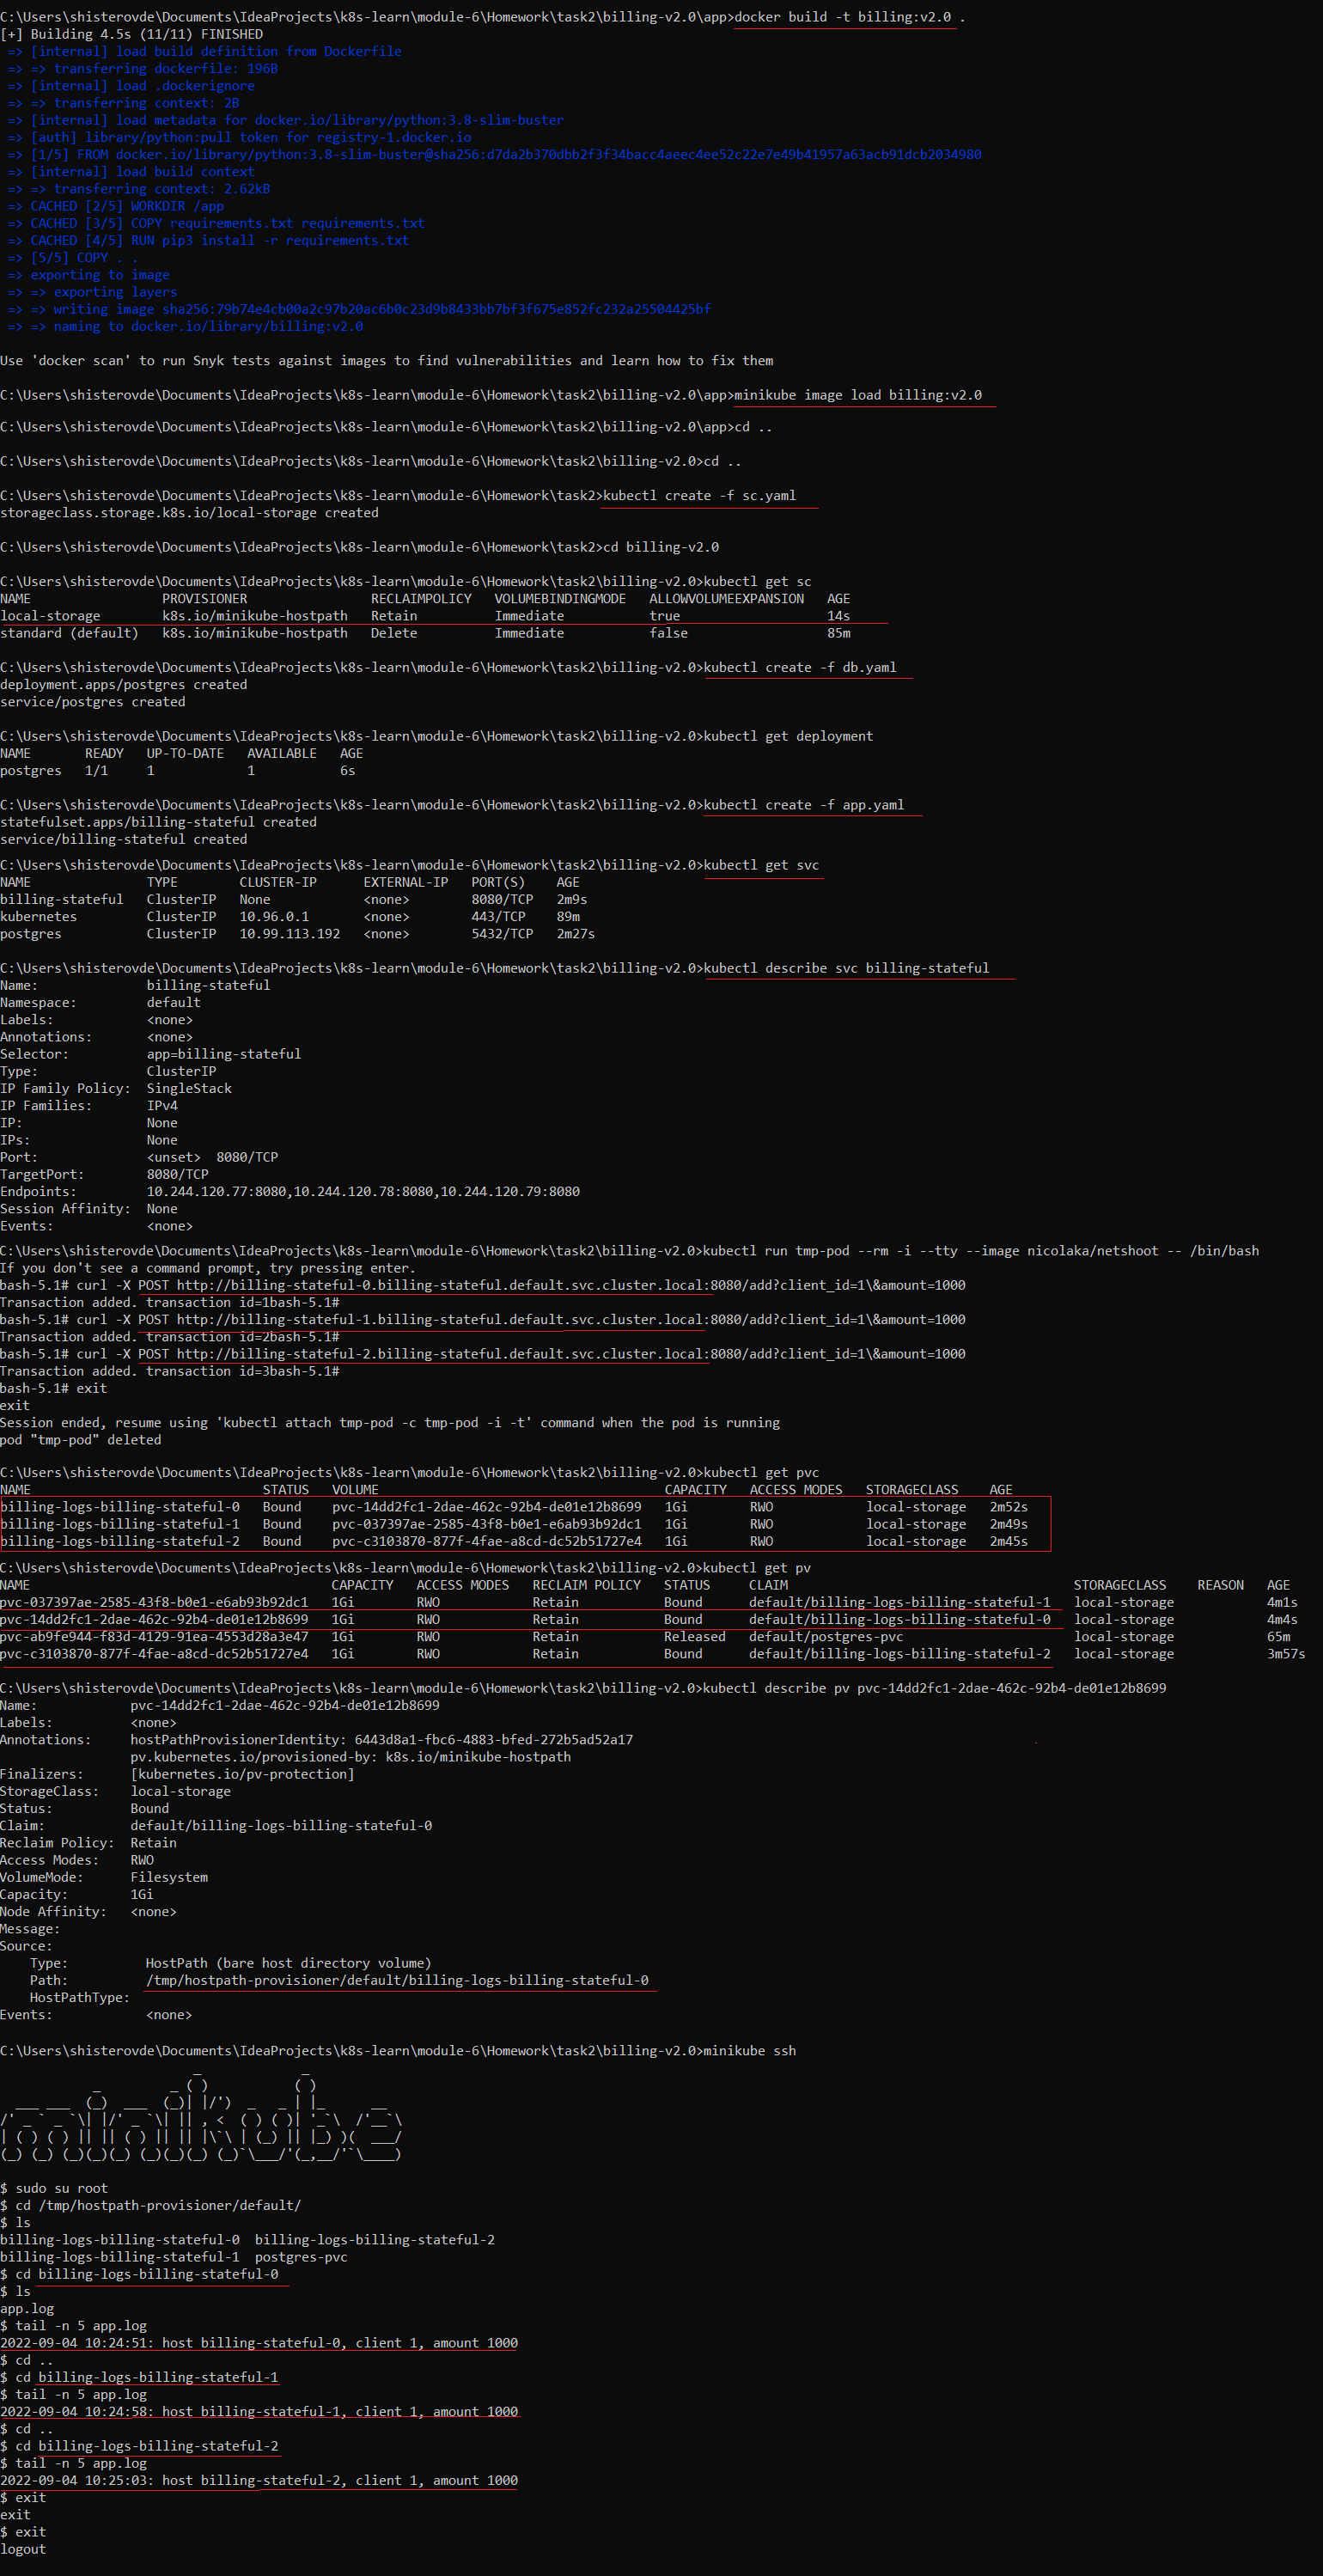 C:\Users\shisterovde\Documents\IdeaProjects\k8s-learn\module-6\Homework\task2\billing-v2.0\app>docker build -t billing:v2.0 .
[+] Building 4.5s (11/11) FINISHED
 => [internal] load build definition from Dockerfile
 => => transferring dockerfile: 196B
 => [internal] load .dockerignore
 => => transferring context: 2B
 => [internal] load metadata for docker.io/library/python:3.8-slim-buster
 => [auth] library/python:pull token for registry-1.docker.io
 => [1/5] FROM docker.io/library/python:3.8-slim-buster@sha256:d7da2b370dbb2f3f34bacc4aeec4ee52c22e7e49b41957a63acb91dcb2034980
 => [internal] load build context
 => => transferring context: 2.62kB
 => CACHED [2/5] WORKDIR /app
 => CACHED [3/5] COPY requirements.txt requirements.txt
 => CACHED [4/5] RUN pip3 install -r requirements.txt
 => [5/5] COPY . .
 => exporting to image
 => => exporting layers
 => => writing image sha256:79b74e4cb00a2c97b20ac6b0c23d9b8433bb7bf3f675e852fc232a25504425bf
 => => naming to docker.io/library/billing:v2.0
Use 'docker scan' to run Snyk tests against images to find vulnerabilities and learn how to fix them
C:\Users\shisterovde\Documents\IdeaProjects\k8s-learn\module-6\Homework\task2\billing-v2.0\app>minikube image load billing:v2.0
C:\Users\shisterovde\Documents\IdeaProjects\k8s-learn\module-6\Homework\task2\billing-v2.0\app>cd ..
C:\Users\shisterovde\Documents\IdeaProjects\k8s-learn\module-6\Homework\task2\billing-v2.0>cd ..
C:\Users\shisterovde\Documents\IdeaProjects\k8s-learn\module-6\Homework\task2>kubectl create -f sc.yaml
storageclass.storage.k8s.io/local-storage created
C:\Users\shisterovde\Documents\IdeaProjects\k8s-learn\module-6\Homework\task2>cd billing-v2.0
C:\Users\shisterovde\Documents\IdeaProjects\k8s-learn\module-6\Homework\task2\billing-v2.0>kubectl get sc
NAME                 PROVISIONER                RECLAIMPOLICY   VOLUMEBINDINGMODE   ALLOWVOLUMEEXPANSION   AGE
local-storage        k8s.io/minikube-hostpath   Retain          Immediate           true                   14s
standard (default)   k8s.io/minikube-hostpath   Delete          Immediate           false                  85m
C:\Users\shisterovde\Documents\IdeaProjects\k8s-learn\module-6\Homework\task2\billing-v2.0>kubectl create -f db.yaml
deployment.apps/postgres created
service/postgres created
C:\Users\shisterovde\Documents\IdeaProjects\k8s-learn\module-6\Homework\task2\billing-v2.0>kubectl get deployment
NAME       READY   UP-TO-DATE   AVAILABLE   AGE
postgres   1/1     1            1           6s
C:\Users\shisterovde\Documents\IdeaProjects\k8s-learn\module-6\Homework\task2\billing-v2.0>kubectl create -f app.yaml
statefulset.apps/billing-stateful created
service/billing-stateful created
C:\Users\shisterovde\Documents\IdeaProjects\k8s-learn\module-6\Homework\task2\billing-v2.0>kubectl get svc
NAME               TYPE        CLUSTER-IP      EXTERNAL-IP   PORT(S)    AGE
billing-stateful   ClusterIP   None            <none>        8080/TCP   2m9s
kubernetes         ClusterIP   10.96.0.1       <none>        443/TCP    89m
postgres           ClusterIP   10.99.113.192   <none>        5432/TCP   2m27s
C:\Users\shisterovde\Documents\IdeaProjects\k8s-learn\module-6\Homework\task2\billing-v2.0>kubectl describe svc billing-stateful
Name:              billing-stateful
Namespace:         default
Labels:            <none>
Annotations:       <none>
Selector:          app=billing-stateful
Type:              ClusterIP
IP Family Policy:  SingleStack
IP Families:       IPv4
IP:                None
IPs:               None
Port:              <unset>  8080/TCP
TargetPort:        8080/TCP
Endpoints:         10.244.120.77:8080,10.244.120.78:8080,10.244.120.79:8080
Session Affinity:  None
Events:            <none>
C:\Users\shisterovde\Documents\IdeaProjects\k8s-learn\module-6\Homework\task2\billing-v2.0>kubectl run tmp-pod --rm -i --tty --image nicolaka/netshoot -- /bin/bash
If you don't see a command prompt, try pressing enter.
bash-5.1# curl -X POST http://billing-stateful-0.billing-stateful.default.svc.cluster.local:8080/add?client_id=1\&amount=1000
Transaction added. transaction id=1bash-5.1#
bash-5.1# curl -X POST http://billing-stateful-1.billing-stateful.default.svc.cluster.local:8080/add?client_id=1\&amount=1000
Transaction added. transaction id=2bash-5.1#
bash-5.1# curl -X POST http://billing-stateful-2.billing-stateful.default.svc.cluster.local:8080/add?client_id=1\&amount=1000
Transaction added. transaction id=3bash-5.1#
bash-5.1# exit
exit
Session ended, resume using 'kubectl attach tmp-pod -c tmp-pod -i -t' command when the pod is running
pod "tmp-pod" deleted
C:\Users\shisterovde\Documents\IdeaProjects\k8s-learn\module-6\Homework\task2\billing-v2.0>kubectl get pvc
NAME                              STATUS   VOLUME                                     CAPACITY   ACCESS MODES   STORAGECLASS    AGE
billing-logs-billing-stateful-0   Bound    pvc-14dd2fc1-2dae-462c-92b4-de01e12b8699   1Gi        RWO            local-storage   2m52s
billing-logs-billing-stateful-1   Bound    pvc-037397ae-2585-43f8-b0e1-e6ab93b92dc1   1Gi        RWO            local-storage   2m49s
billing-logs-billing-stateful-2   Bound    pvc-c3103870-877f-4fae-a8cd-dc52b51727e4   1Gi        RWO            local-storage   2m45s
C:\Users\shisterovde\Documents\IdeaProjects\k8s-learn\module-6\Homework\task2\billing-v2.0>kubectl get pv
NAME                                       CAPACITY   ACCESS MODES   RECLAIM POLICY   STATUS     CLAIM                                     STORAGECLASS    REASON   AGE
pvc-037397ae-2585-43f8-b0e1-e6ab93b92dc1   1Gi        RWO            Retain           Bound      default/billing-logs-billing-stateful-1   local-storage            4m1s
pvc-14dd2fc1-2dae-462c-92b4-de01e12b8699   1Gi        RWO            Retain           Bound      default/billing-logs-billing-stateful-0   local-storage            4m4s
pvc-ab9fe944-f83d-4129-91ea-4553d28a3e47   1Gi        RWO            Retain           Released   default/postgres-pvc                      local-storage            65m
pvc-c3103870-877f-4fae-a8cd-dc52b51727e4   1Gi        RWO            Retain           Bound      default/billing-logs-billing-stateful-2   local-storage            3m57s
C:\Users\shisterovde\Documents\IdeaProjects\k8s-learn\module-6\Homework\task2\billing-v2.0>kubectl describe pv pvc-14dd2fc1-2dae-462c-92b4-de01e12b8699
Name:            pvc-14dd2fc1-2dae-462c-92b4-de01e12b8699
Labels:          <none>
Annotations:     hostPathProvisionerIdentity: 6443d8a1-fbc6-4883-bfed-272b5ad52a17
                 pv.kubernetes.io/provisioned-by: k8s.io/minikube-hostpath
Finalizers:      [kubernetes.io/pv-protection]
StorageClass:    local-storage
Status:          Bound
Claim:           default/billing-logs-billing-stateful-0
Reclaim Policy:  Retain
Access Modes:    RWO
VolumeMode:      Filesystem
Capacity:        1Gi
Node Affinity:   <none>
Message:
Source:
    Type:          HostPath (bare host directory volume)
    Path:          /tmp/hostpath-provisioner/default/billing-logs-billing-stateful-0
    HostPathType:
Events:            <none>
C:\Users\shisterovde\Documents\IdeaProjects\k8s-learn\module-6\Homework\task2\billing-v2.0>minikube ssh
minikube
$ sudo su root
$ cd /tmp/hostpath-provisioner/default/
$ ls
billing-logs-billing-stateful-0  billing-logs-billing-stateful-2
billing-logs-billing-stateful-1  postgres-pvc
$ cd billing-logs-billing-stateful-0
$ ls
app.log
$ tail -n 5 app.log
2022-09-04 10:24:51: host billing-stateful-0, client 1, amount 1000
$ cd ..
$ cd billing-logs-billing-stateful-1
$ tail -n 5 app.log
2022-09-04 10:24:58: host billing-stateful-1, client 1, amount 1000
$ cd ..
$ cd billing-logs-billing-stateful-2
$ tail -n 5 app.log
2022-09-04 10:25:03: host billing-stateful-2, client 1, amount 1000
$ exit
exit
$ exit
logout